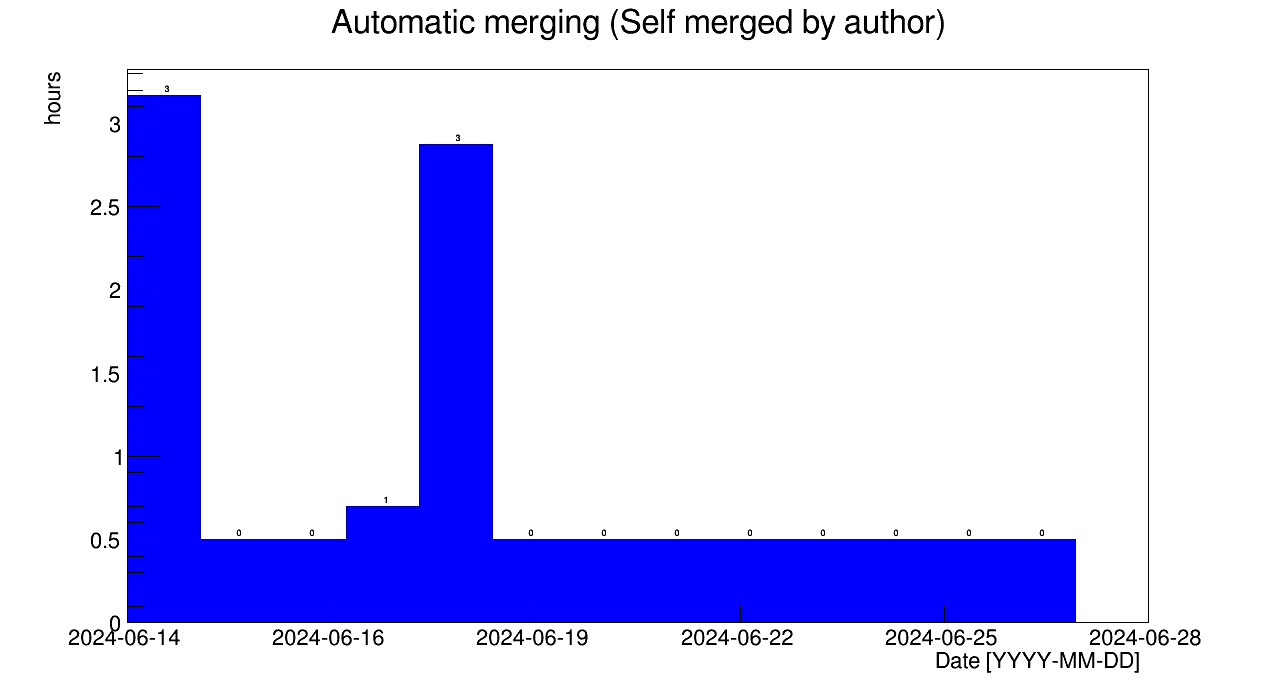 Automatic merging (Self merged by author)
hours
3
2.5
2
1.5
1
0.5
0
3 0 0 1 3 0 0 0 0 0 0 0 0
2024-06-14 2024-06-16 2024-06-19 2024-06-22 2024-06-25 2024-06-28
Date [YYYY-MM-DD]